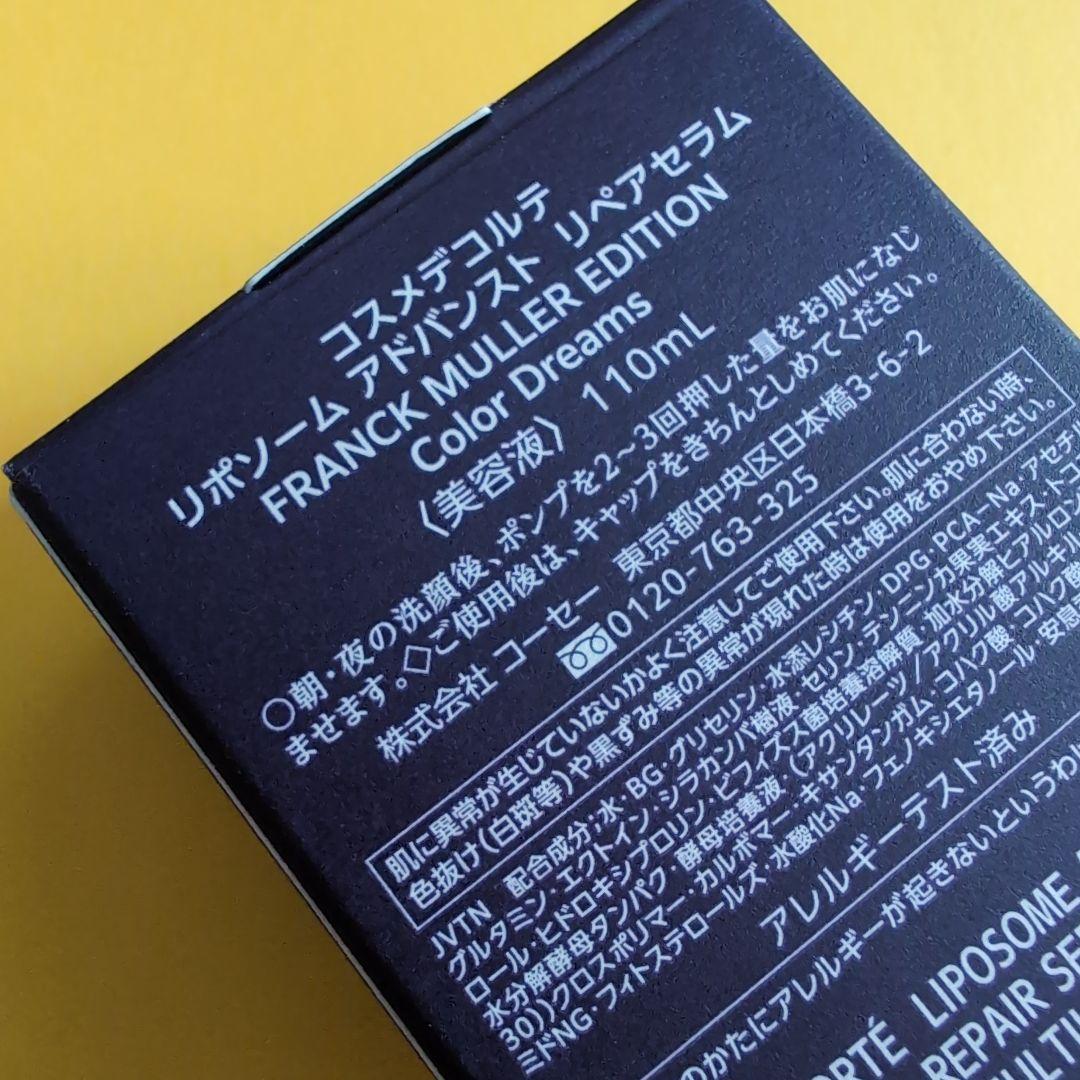 コスメデコルテ
リポソーム アドバンスト リペアセラム
FRANCK MULLER EDITION
Color Dreams
〈美容液〉 110mL
○朝・夜の洗顔後、ポンプを2〜3回押した量をお肌になじ
ませます。◇ご使用後は、キャップをきちんとしめてください。
株式会社 コーセー 東京都中央区日本橋3-6-2
0120-763-325
肌に異常が生じていないかよく注意してご使用下さい。肌に合わない時、
色抜け(白斑等)や黒ずみ等の異常が現れた時は使用をおやめ下さい。
JVTN 配合成分:水・BG・グリセリン・水添レシチン・DPG・PCA-Na・アセチル
グルタミン・エクトイン・シラカンバ樹液・セリン・テンニンカ果実エキス・トコ
ロール・ヒドロキシプロリン・ビフィズス菌培養溶解質・加水分解ヒアルロン
水分解酵母タンパク・酵母培養液・(アクリレーツ/アクリル酸アルキル
30))クロスポリマー・カルボマー・キサンタンガム・コハク酸・コハク酸
ミドNG・フィトステロールズ・水酸化Na・フェノキシエタノール・安息
アレルギーテスト済み
のかたにアレルギーが起きないというわ
ORTÉ LIPOSOME
REPAIR SE